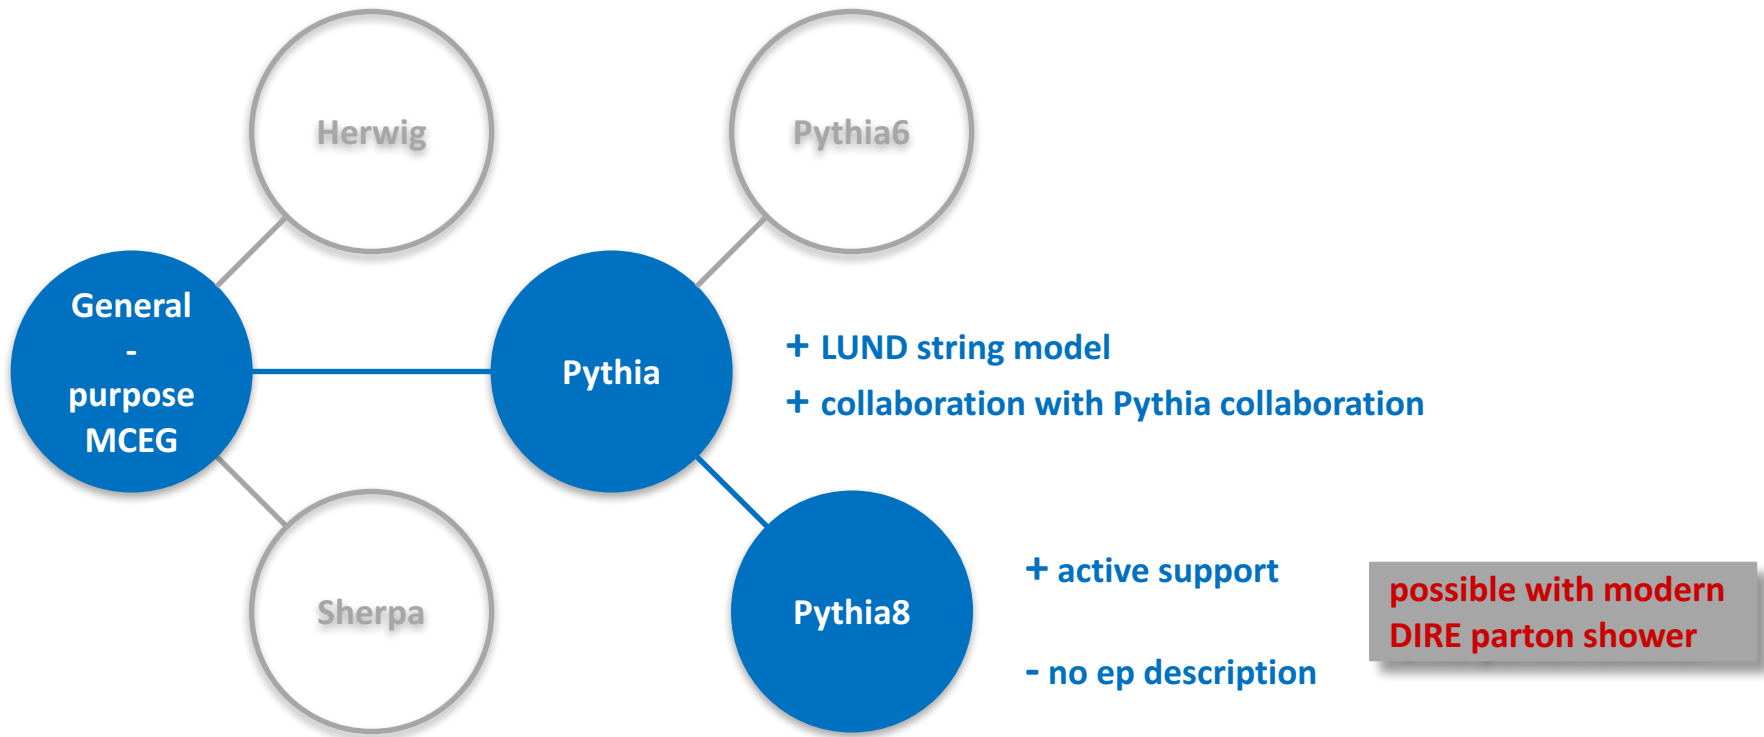 Herwig
Pythia6
General
-
purpose
MCEG
Pythia
+ LUND string model
+ collaboration with Pythia collaboration
Sherpa
Pythia8
+ active support
- no ep description
possible with modern
DIRE parton shower